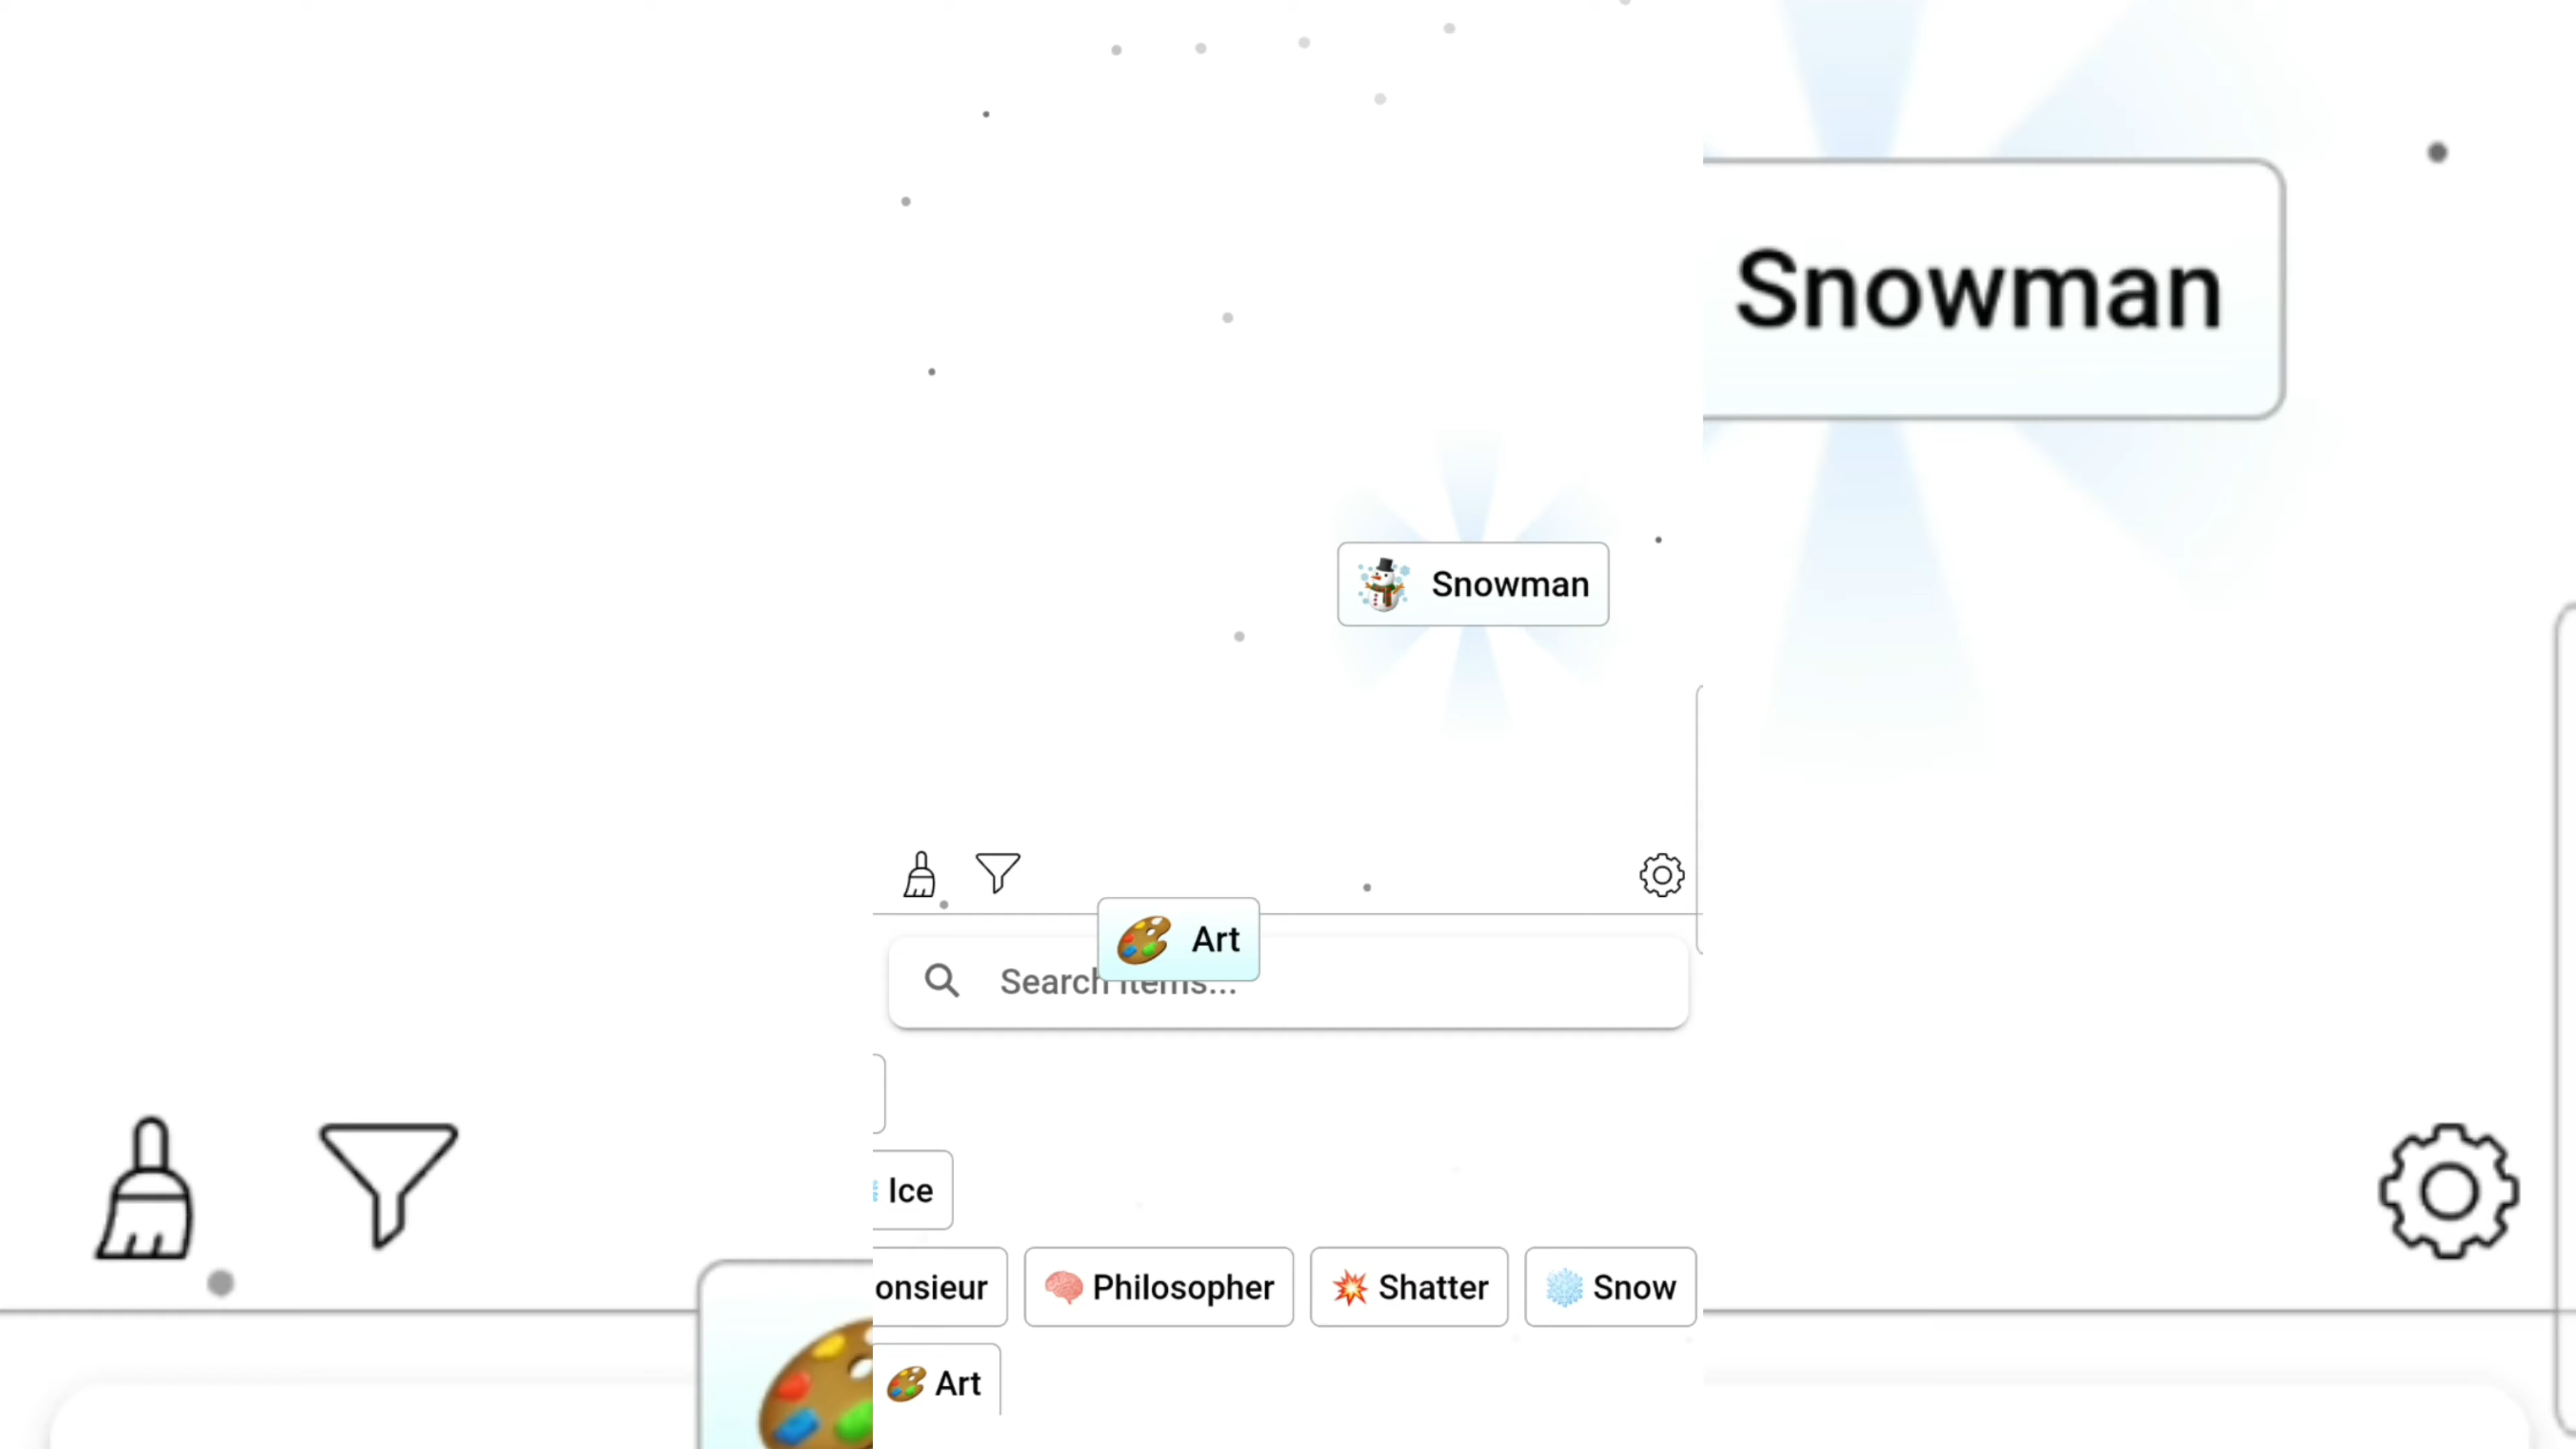 Snowman
Snowman
Art
Search items...
Ice
onsieur Philosopher Shatter Snow
Art